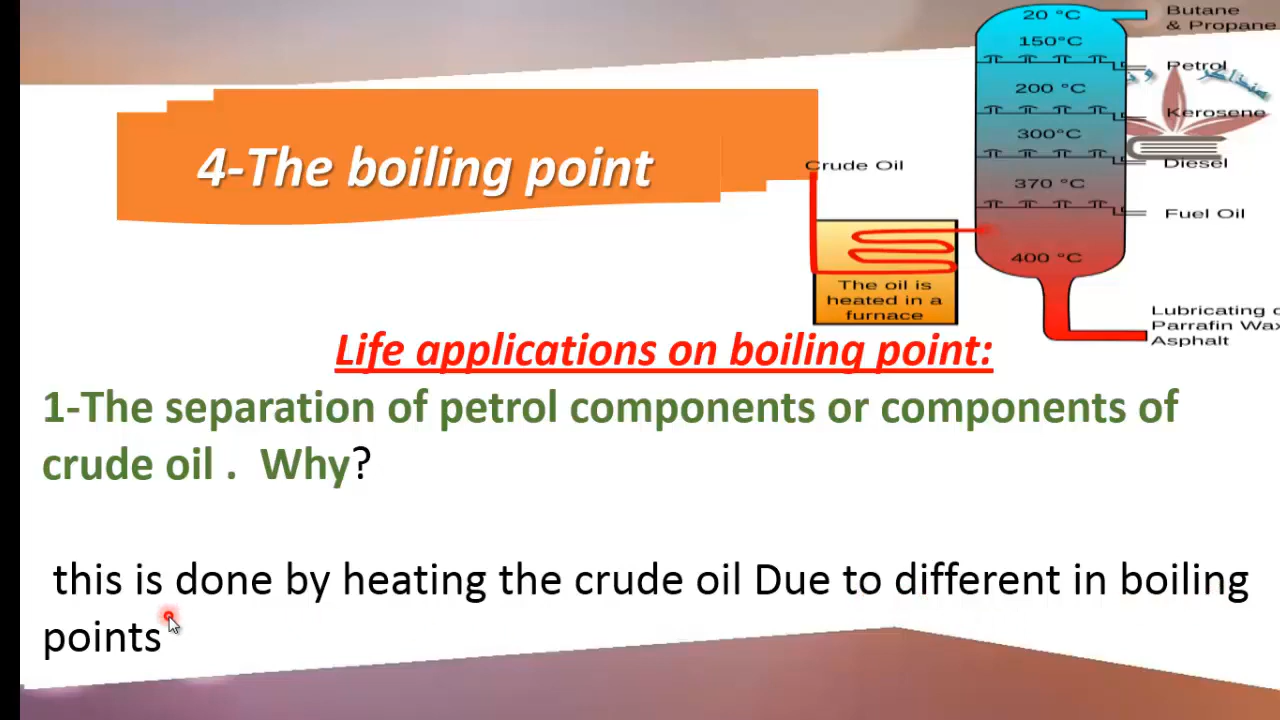 20 °C
Butane
& Propane
150°C
Petrol
200 °C
Kerosene
300°C
Diesel
370 °C
Fuel Oil
400 °C
Crude Oil
The oil is
heated in a
furnace
Lubricating
Parrafin Wax
Asphalt
4-The boiling point
Life applications on boiling point:
1-The separation of petrol components or components of
crude oil . Why?
this is done by heating the crude oil Due to different in boiling
points